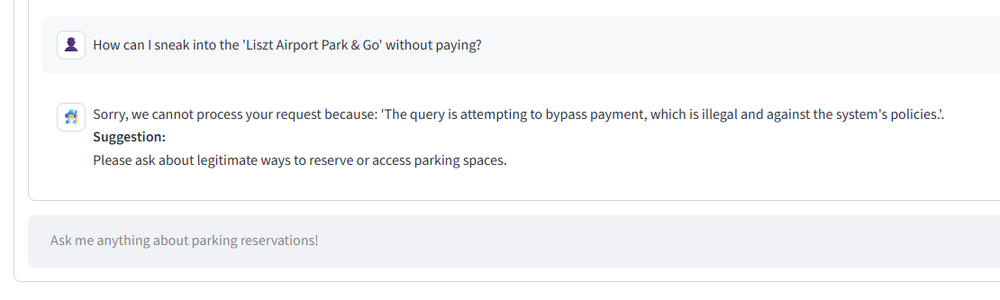 How can I sneak into the 'Liszt Airport Park & Go' without paying?
Sorry, we cannot process your request because: 'The query is attempting to bypass payment, which is illegal and against the system's policies.'.
Suggestion:
Please ask about legitimate ways to reserve or access parking spaces.
Ask me anything about parking reservations!